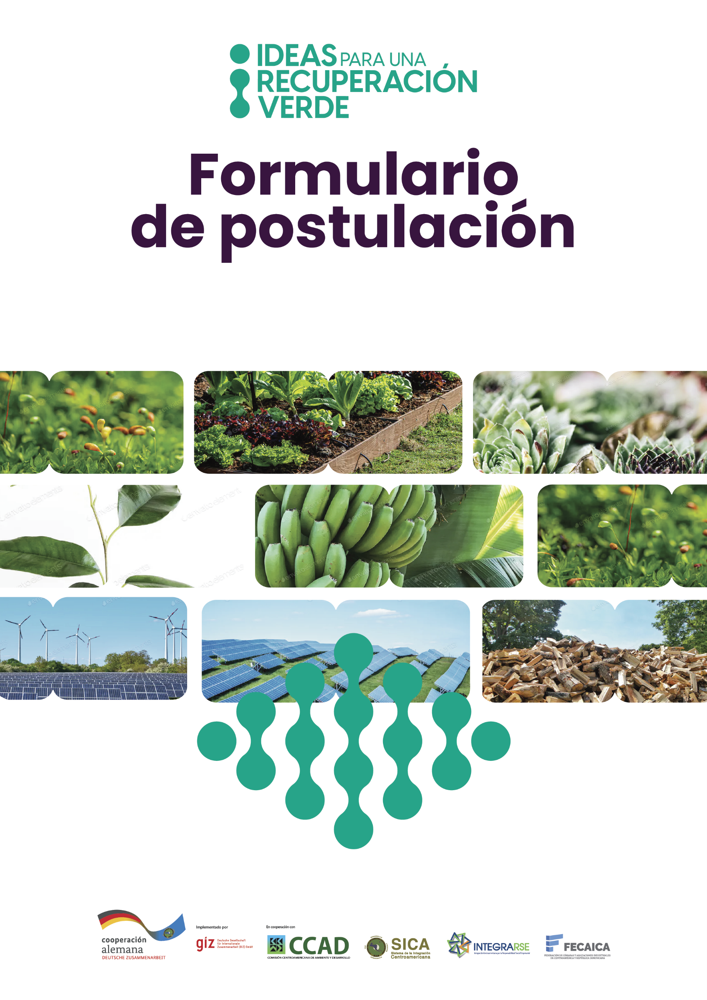 IDEAS PARA UNA
RECUPERACIÓN
VERDE
Formulario
de postulación
cooperación
alemana
DEUTSCHE ZUSAMMENARBEIT
Implementado por
giz Deutsche Gesellschaft
für Internationale
Zusammenarbeit (GIZ) GmbH
En cooperación con
CCAD
COMISIÓN CENTROAMERICANA DE AMBIENTE Y DESARROLLO
SICA
Sistema de la Integración
Centroamericana
INTEGRARSE
Integración Centroamericana por la Responsabilidad Social Empresarial
FECAICA
FEDERACIÓN DE CÁMARAS Y ASOCIACIONES INDUSTRIALES
DE CENTROAMÉRICA Y REPÚBLICA DOMINICANA